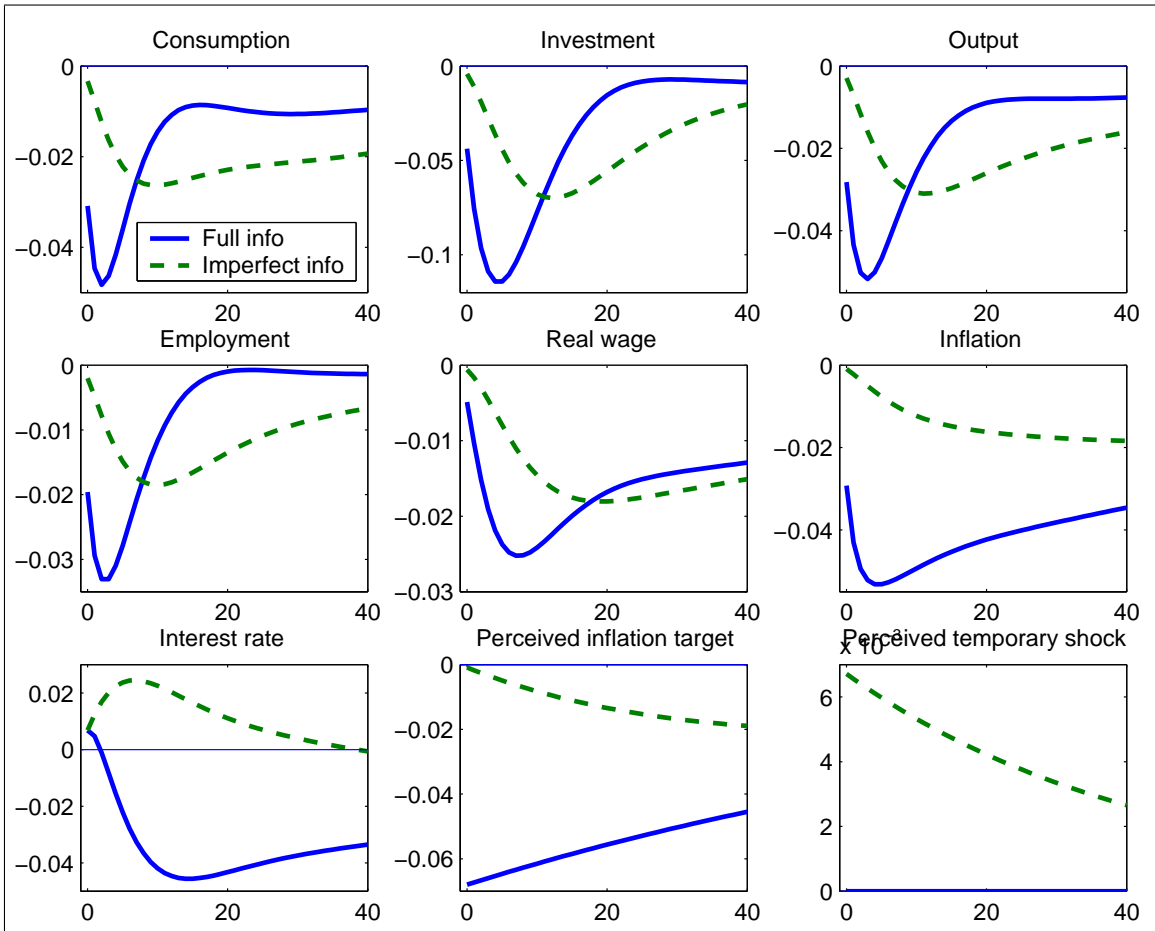 Consumption
Investment
Output
0
−0.02
−0.04
0 20 40
Full info
Imperfect info
0
−0.05
−0.1
0 20 40
0
−0.02
−0.04
0 20 40
Employment
Real wage
Inflation
0
−0.01
−0.02
−0.03
0 20 40
0
−0.01
−0.02
−0.03
0 20 40
0
−0.02
−0.04
0 20 40
Interest rate
Perceived inflation target
Perceived temporary shock
0.02
0
−0.02
−0.04
0 20 40
0
−0.02
−0.04
−0.06
0 20 40
x 10
6
4
2
0
0 20 40